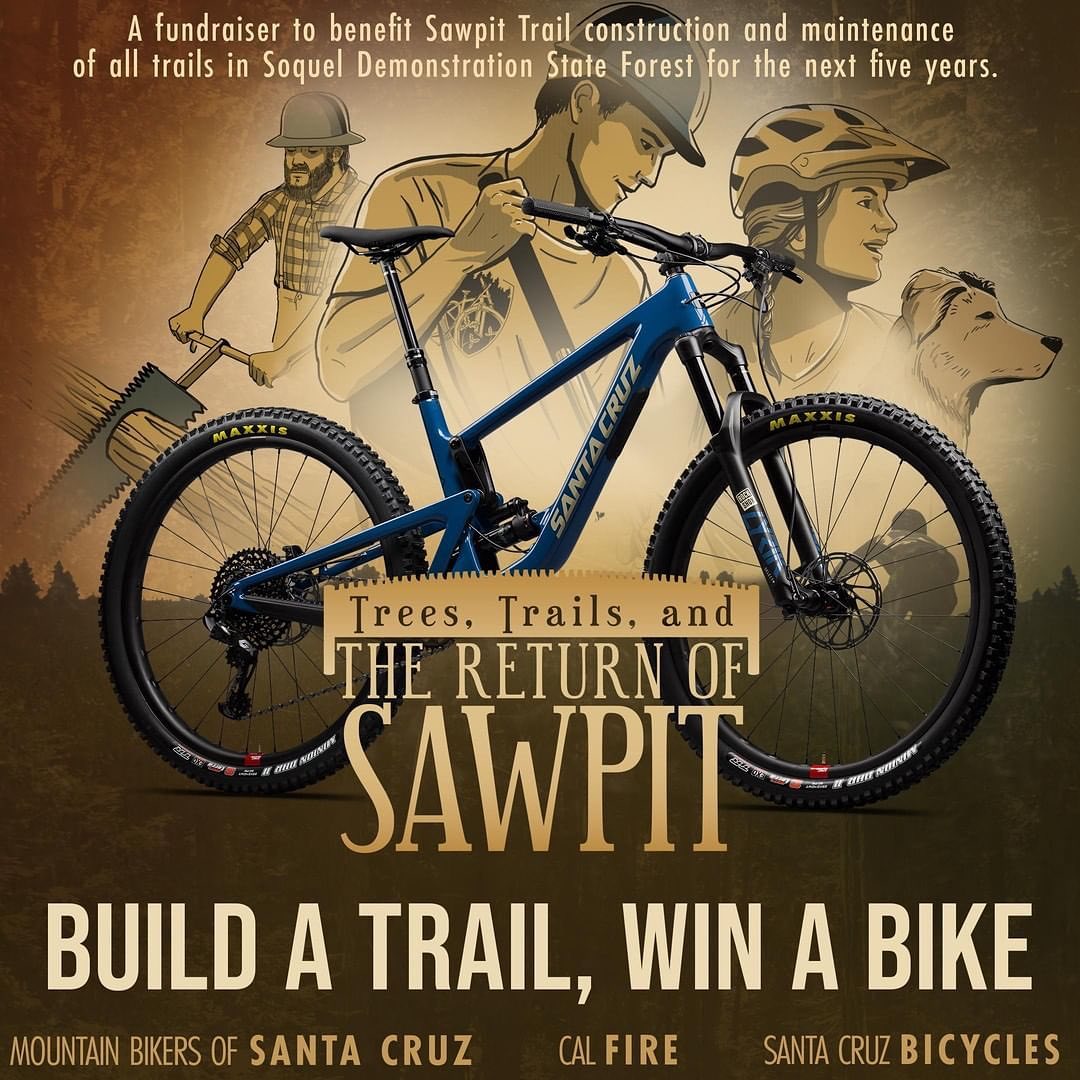 A fundraiser to benefit Sawpit Trail construction and maintenance
of all trails in Soquel Demonstration State Forest for the next five years.
MAXXIS
MAXXIS
SANTA CRUZ
Trees, Trails, and
THE RETURN OF
SAWPIT
BUILD A TRAIL, WIN A BIKE
MOUNTAIN BIKERS OF SANTA CRUZ
CAL FIRE
SANTA CRUZ BICYCLES